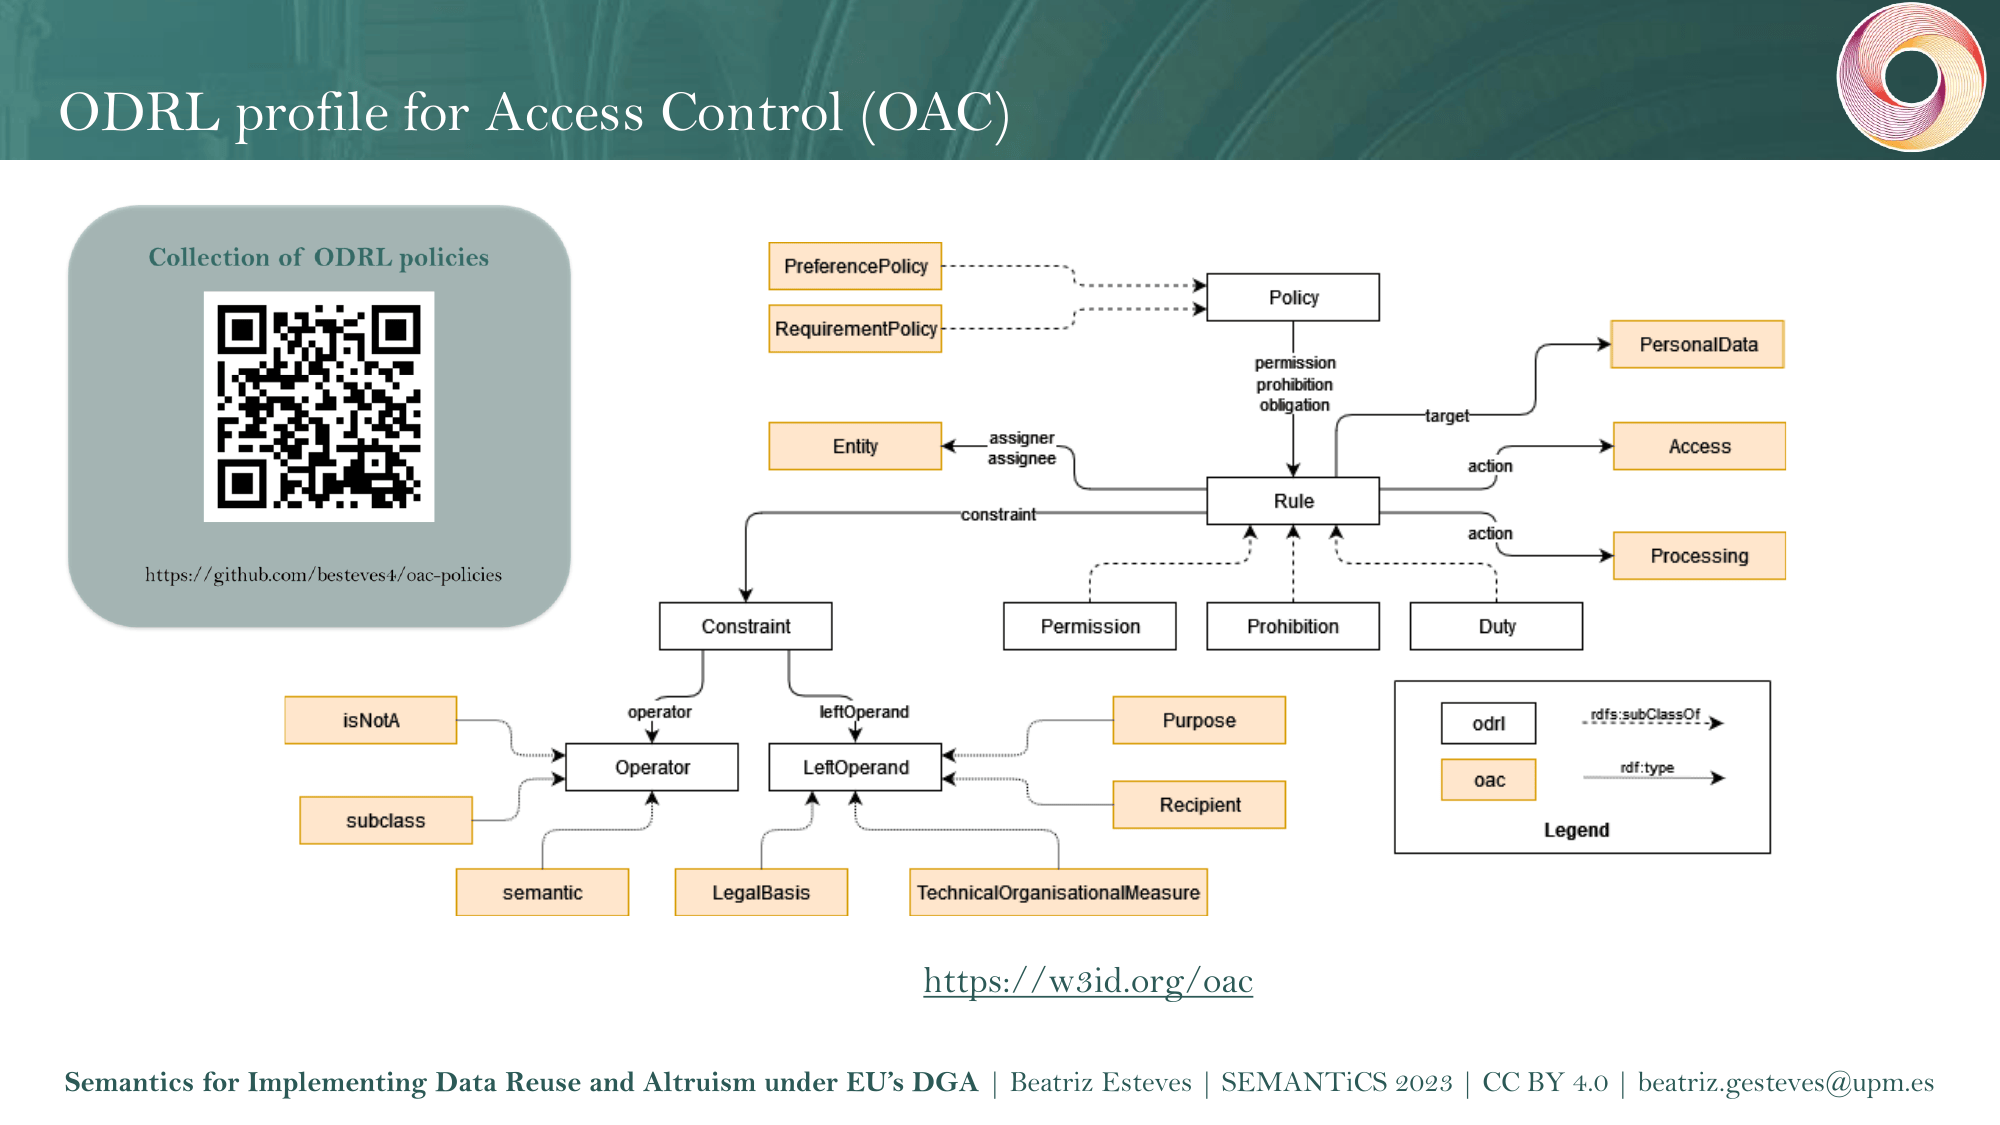 ODRL profile for Access Control (OAC)
Collection of ODRL policies
https://github.com/besteves4/oac-policies
PreferencePolicy
RequirementPolicy
Policy
permission
prohibition
obligation
PersonalData
target
Entity
assigner
assignee
Access
action
Rule
constraint
action
Processing
Constraint
Permission
Prohibition
Duty
operator
leftOperand
isNotA
Operator
LeftOperand
Purpose
subclass
Recipient
semantic
LegalBasis
TechnicalOrganisationalMeasure
odrl
rdfs:subClassOf
oac
rdf:type
Legend
https://w3id.org/oac
Semantics for Implementing Data Reuse and Altruism under EU’s DGA | Beatriz Esteves | SEMANTiCS 2023 | CC BY 4.0 | beatriz.gesteves@upm.es